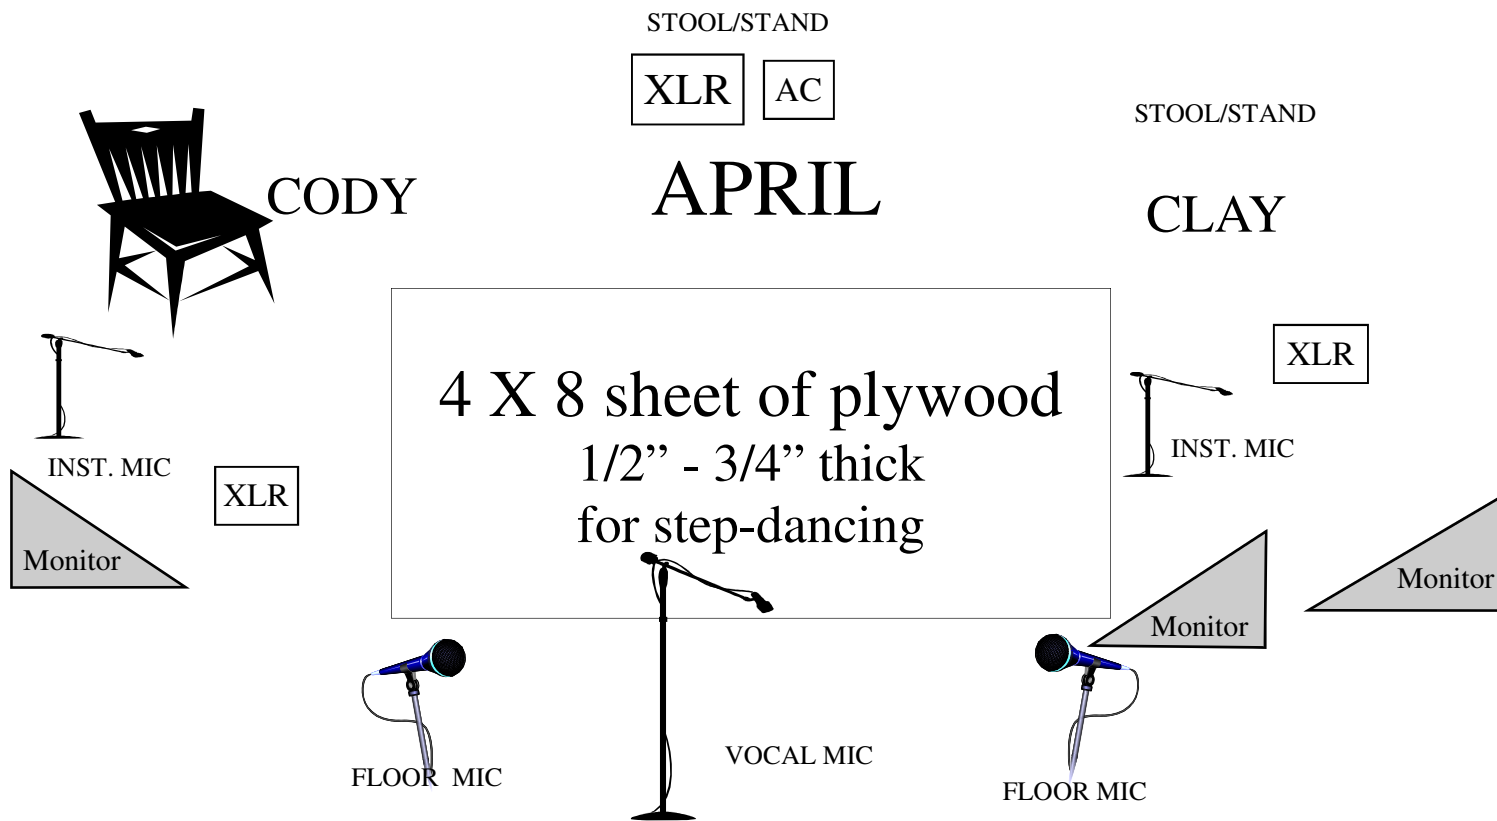 STOOL/STAND
XLR
AC
STOOL/STAND
CODY
APRIL
CLAY
4 X 8 sheet of plywood
1/2” - 3/4” thick
for step-dancing
XLR
INST. MIC
INST. MIC
XLR
Monitor
Monitor
Monitor
VOCAL MIC
FLOOR MIC
FLOOR MIC